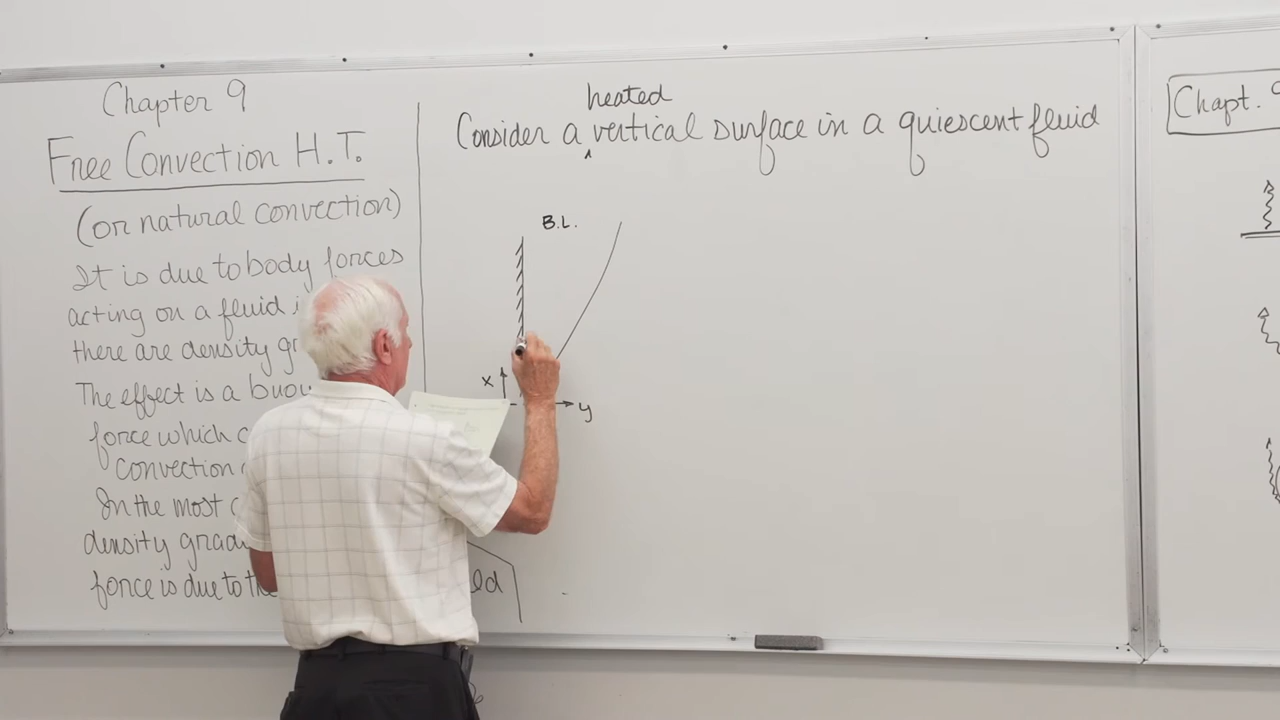 Chapter 9
Free Convection H.T.
(or natural convection)
It is due to body forces
acting on a fluid
there are density
The effect is a
force which
convection
In the most
density
force is due to the
heated
Consider a ‸ vertical surface in a quiescent fluid
B.L.
x
y
Chapt. 9